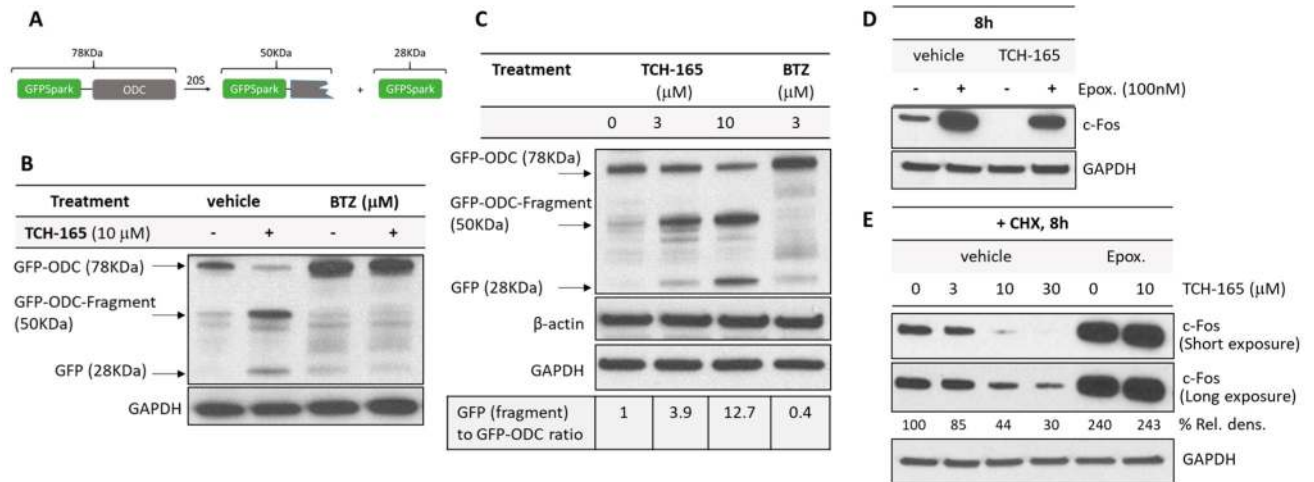 A
78KDa
50KDa
28KDa
GFPSpark
ODC
20S
GFPSpark
+
GFPSpark
B
Treatment vehicle BTZ (μM)
TCH-165 (10 μM) - + - +
GFP-ODC (78KDa)
GFP-ODC-Fragment
(50KDa)
GFP (28KDa)
GAPDH
C
Treatment TCH-165 BTZ
(μM) (μM)
0 3 10 3
GFP-ODC (78KDa)
GFP-ODC-Fragment
(50KDa)
GFP (28KDa)
β-actin
GAPDH
GFP (fragment) 1 3.9 12.7 0.4
to GFP-ODC ratio
D
8h
vehicle TCH-165
- + - + Epox. (100nM)
c-Fos
GAPDH
E
+ CHX, 8h
vehicle Epox.
0 3 10 30 0 10 TCH-165 (μM)
c-Fos
(Short exposure)
c-Fos
(Long exposure)
100 85 44 30 240 243 % Rel. dens.
GAPDH